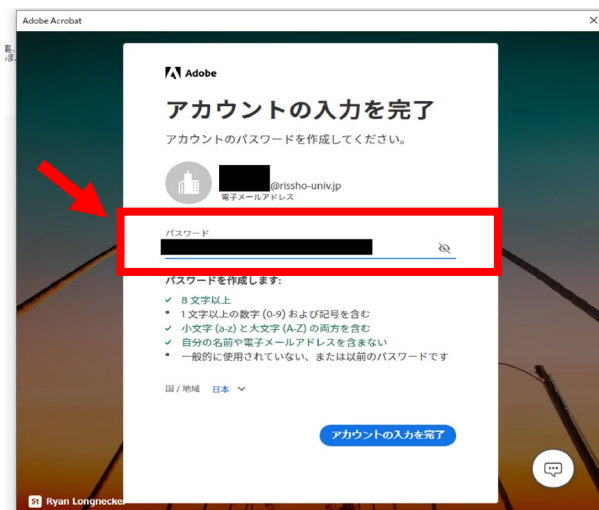 Adobe Acrobat
Adobe
アカウントの入力を完了
アカウントのパスワードを作成してください。
@rissho-univ.jp
電子メールアドレス
パスワード
パスワードを作成します:
8 文字以上
1 文字以上の数字 (0-9) および記号を含む
小文字 (a-z) と大文字 (A-Z) の両方を含む
自分の名前や電子メールアドレスを含まない
一般的に使用されていない、または以前のパスワードです
国 / 地域 日本
アカウントの入力を完了
St Ryan Longnecker